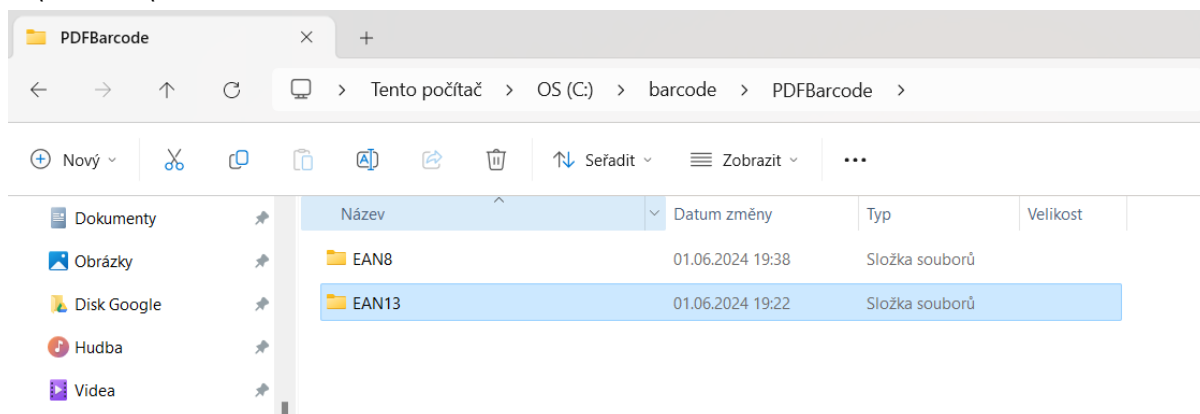 PDFBarcode
Tento počítač > OS (C:) > barcode > PDFBarcode >
Nový Seřadit Zobrazit
Název Datum změny Typ Velikost
Dokumenty
Obrázky
Disk Google
Hudba
Videa
EAN8 01.06.2024 19:38 Složka souborů
EAN13 01.06.2024 19:22 Složka souborů